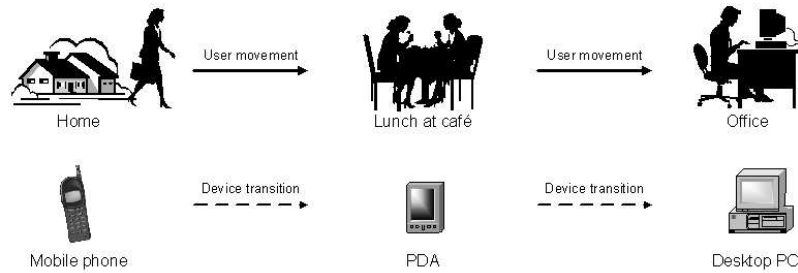 User movement
User movement
Home
Lunch at café
Office
Device transition
Device transition
Mobile phone
PDA
Desktop PC